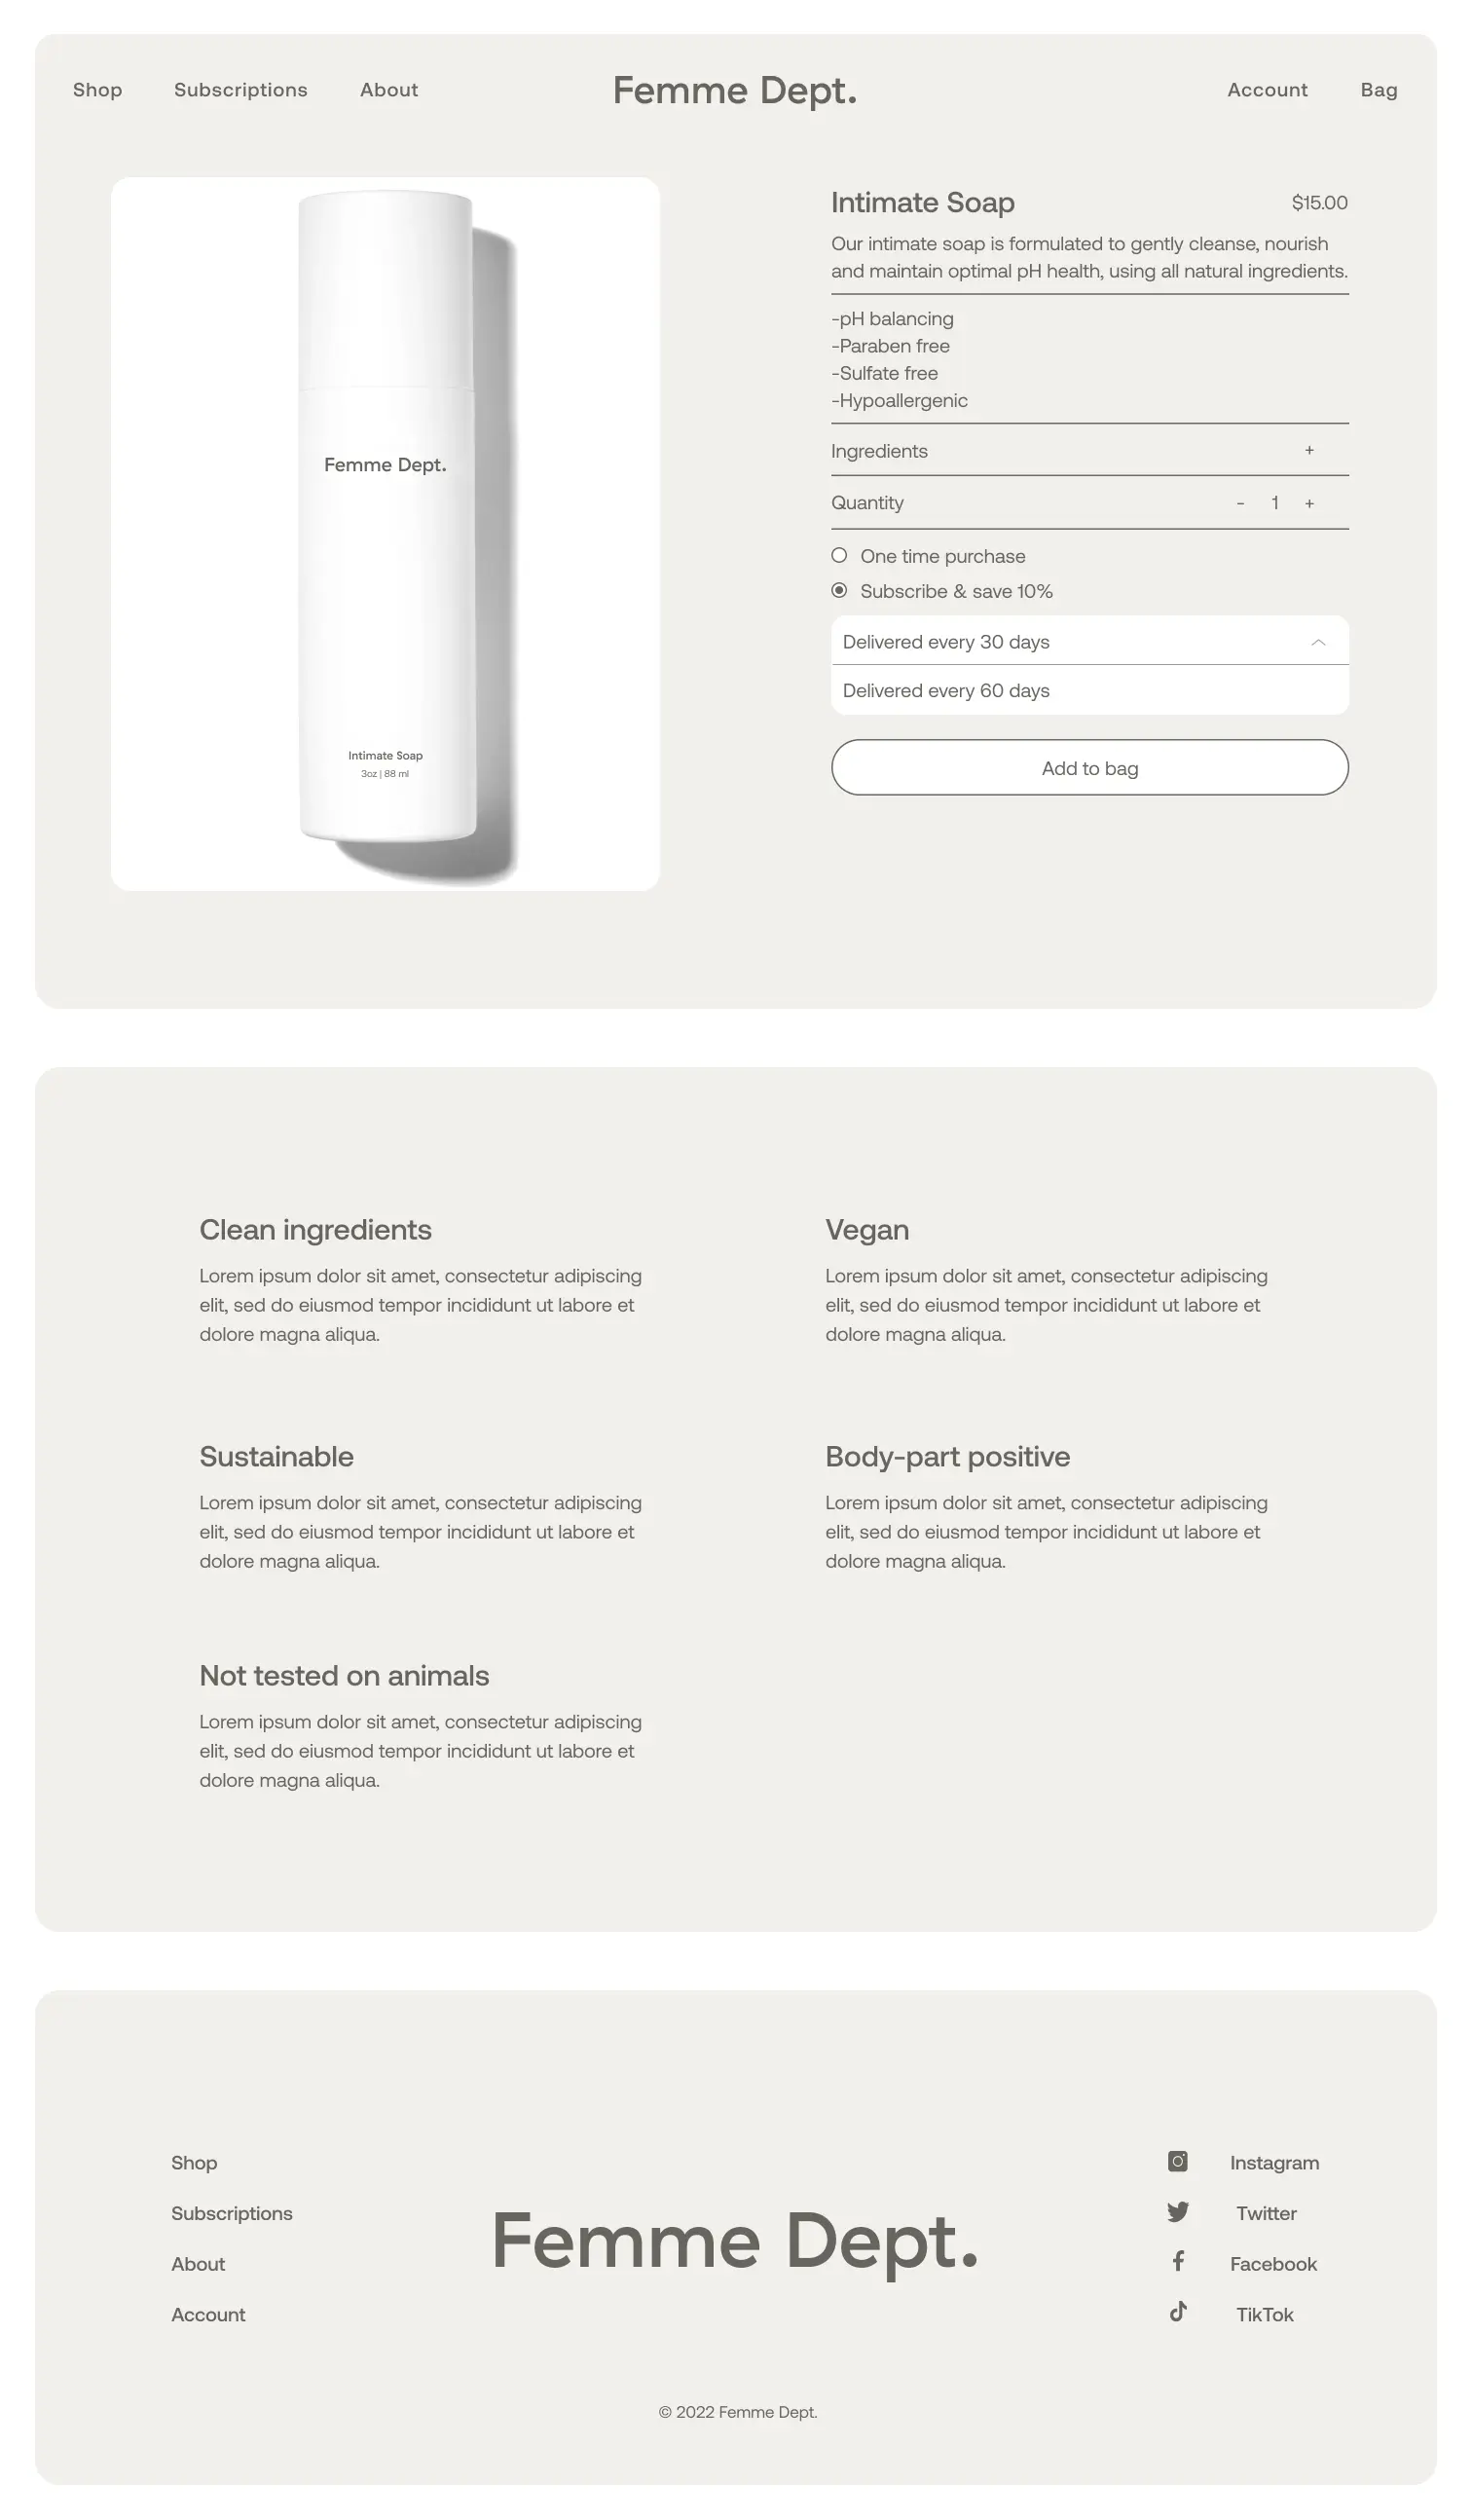 Shop Subscriptions About Femme Dept. Account Bag
Femme Dept.
Intimate Soap
3oz | 88 ml
Intimate Soap $15.00
Our intimate soap is formulated to gently cleanse, nourish
and maintain optimal pH health, using all natural ingredients.
-pH balancing
-Paraben free
-Sulfate free
-Hypoallergenic
Ingredients +
Quantity - 1 +
One time purchase
Subscribe & save 10%
Delivered every 30 days
Delivered every 60 days
Add to bag
Clean ingredients
Lorem ipsum dolor sit amet, consectetur adipiscing
elit, sed do eiusmod tempor incididunt ut labore et
dolore magna aliqua.
Vegan
Lorem ipsum dolor sit amet, consectetur adipiscing
elit, sed do eiusmod tempor incididunt ut labore et
dolore magna aliqua.
Sustainable
Lorem ipsum dolor sit amet, consectetur adipiscing
elit, sed do eiusmod tempor incididunt ut labore et
dolore magna aliqua.
Body-part positive
Lorem ipsum dolor sit amet, consectetur adipiscing
elit, sed do eiusmod tempor incididunt ut labore et
dolore magna aliqua.
Not tested on animals
Lorem ipsum dolor sit amet, consectetur adipiscing
elit, sed do eiusmod tempor incididunt ut labore et
dolore magna aliqua.
Shop
Subscriptions
About
Account
Femme Dept.
Instagram
Twitter
Facebook
TikTok
© 2022 Femme Dept.